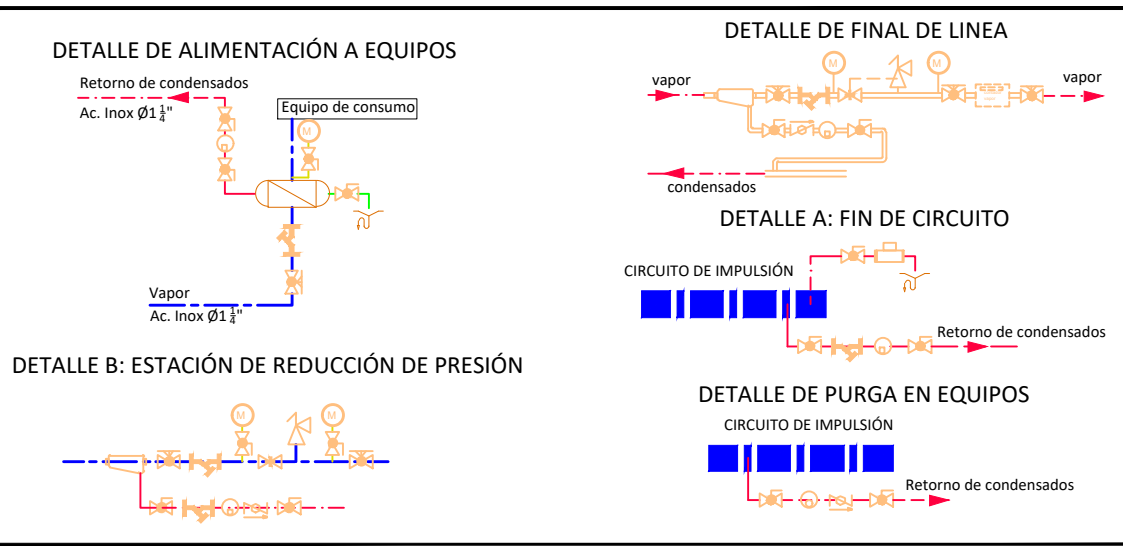 DETALLE DE ALIMENTACIÓN A EQUIPOS
Retorno de condensados
Ac. Inox Ø1 1/4"
Equipo de consumo
M
Vapor
Ac. Inox Ø1 1/4"
DETALLE B: ESTACIÓN DE REDUCCIÓN DE PRESIÓN
M
M
DETALLE DE FINAL DE LINEA
M
M
vapor
vapor
condensados
DETALLE A: FIN DE CIRCUITO
CIRCUITO DE IMPULSIÓN
Retorno de condensados
DETALLE DE PURGA EN EQUIPOS
CIRCUITO DE IMPULSIÓN
Retorno de condensados